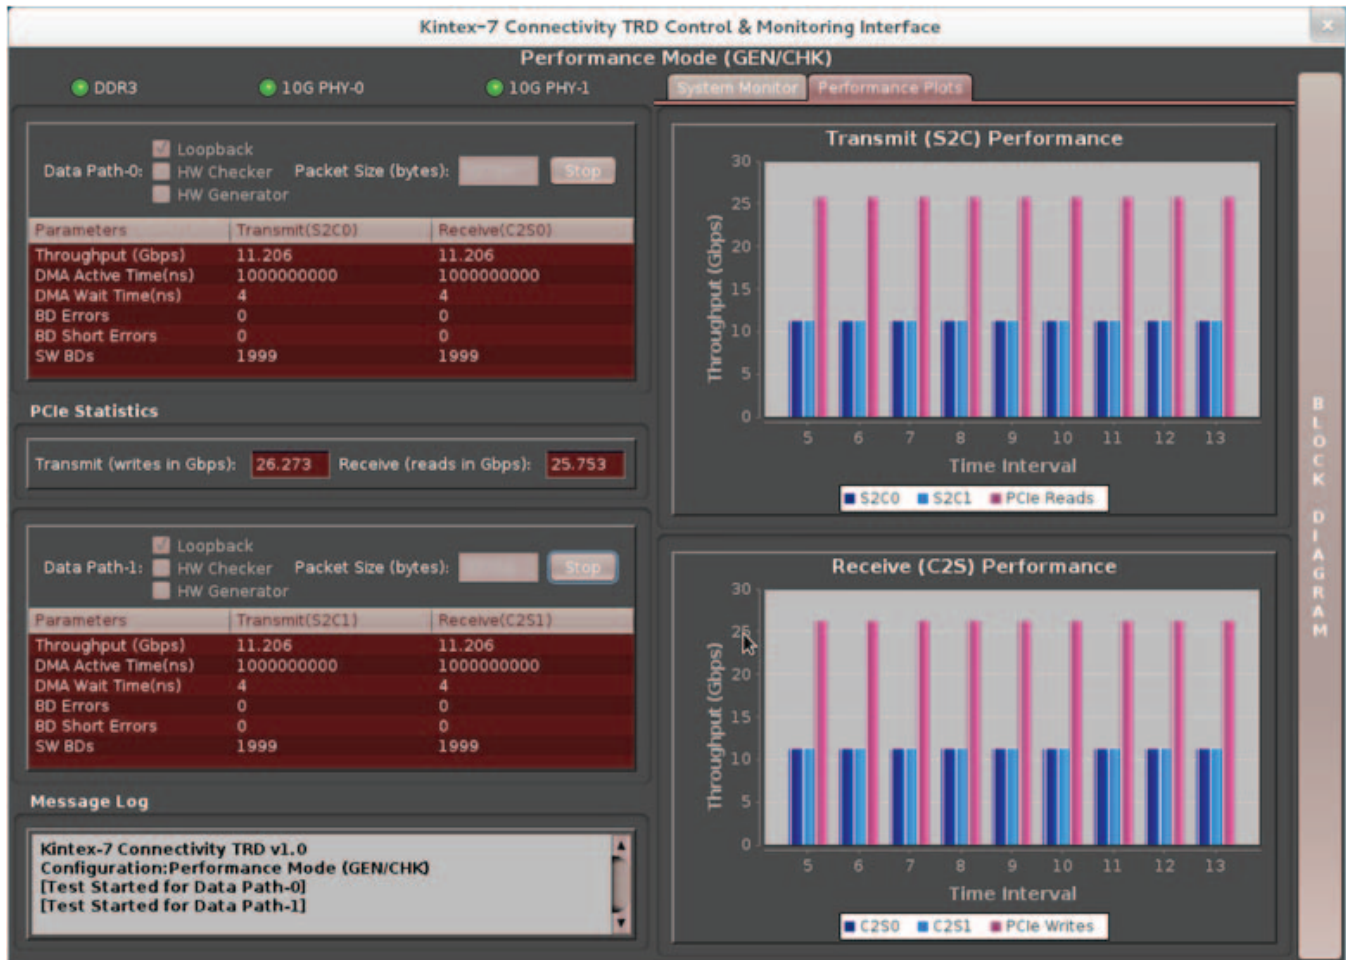 Kintex-7 Connectivity TRD Control & Monitoring Interface
Performance Mode (GEN/CHK)
DDR3 10G PHY-0 10G PHY-1
System Monitor Performance Plots
Data Path-0:
Loopback
HW Checker
HW Generator
Packet Size (bytes):
Stop
Parameters Transmit(S2C0) Receive(C2S0)
Throughput (Gbps) 11.206 11.206
DMA Active Time(ns) 1000000000 1000000000
DMA Wait Time(ns) 4 4
BD Errors 0 0
BD Short Errors 0 0
SW BDs 1999 1999
PCIe Statistics
Transmit (writes in Gbps): 26.273 Receive (reads in Gbps): 25.753
Data Path-1:
Loopback
HW Checker
HW Generator
Packet Size (bytes):
Stop
Parameters Transmit(S2C1) Receive(C2S1)
Throughput (Gbps) 11.206 11.206
DMA Active Time(ns) 1000000000 1000000000
DMA Wait Time(ns) 4 4
BD Errors 0 0
BD Short Errors 0 0
SW BDs 1999 1999
Message Log
Kintex-7 Connectivity TRD v1.0
Configuration:Performance Mode (GEN/CHK)
[Test Started for Data Path-0]
[Test Started for Data Path-1]
Transmit (S2C) Performance
Throughput (Gbps)
30
25
20
15
10
5
0
5 6 7 8 9 10 11 12 13
Time Interval
S2C0 S2C1 PCIe Reads
Receive (C2S) Performance
Throughput (Gbps)
30
25
20
15
10
5
0
5 6 7 8 9 10 11 12 13
Time Interval
C2S0 C2S1 PCIe Writes
BLOCK DIAGRAM